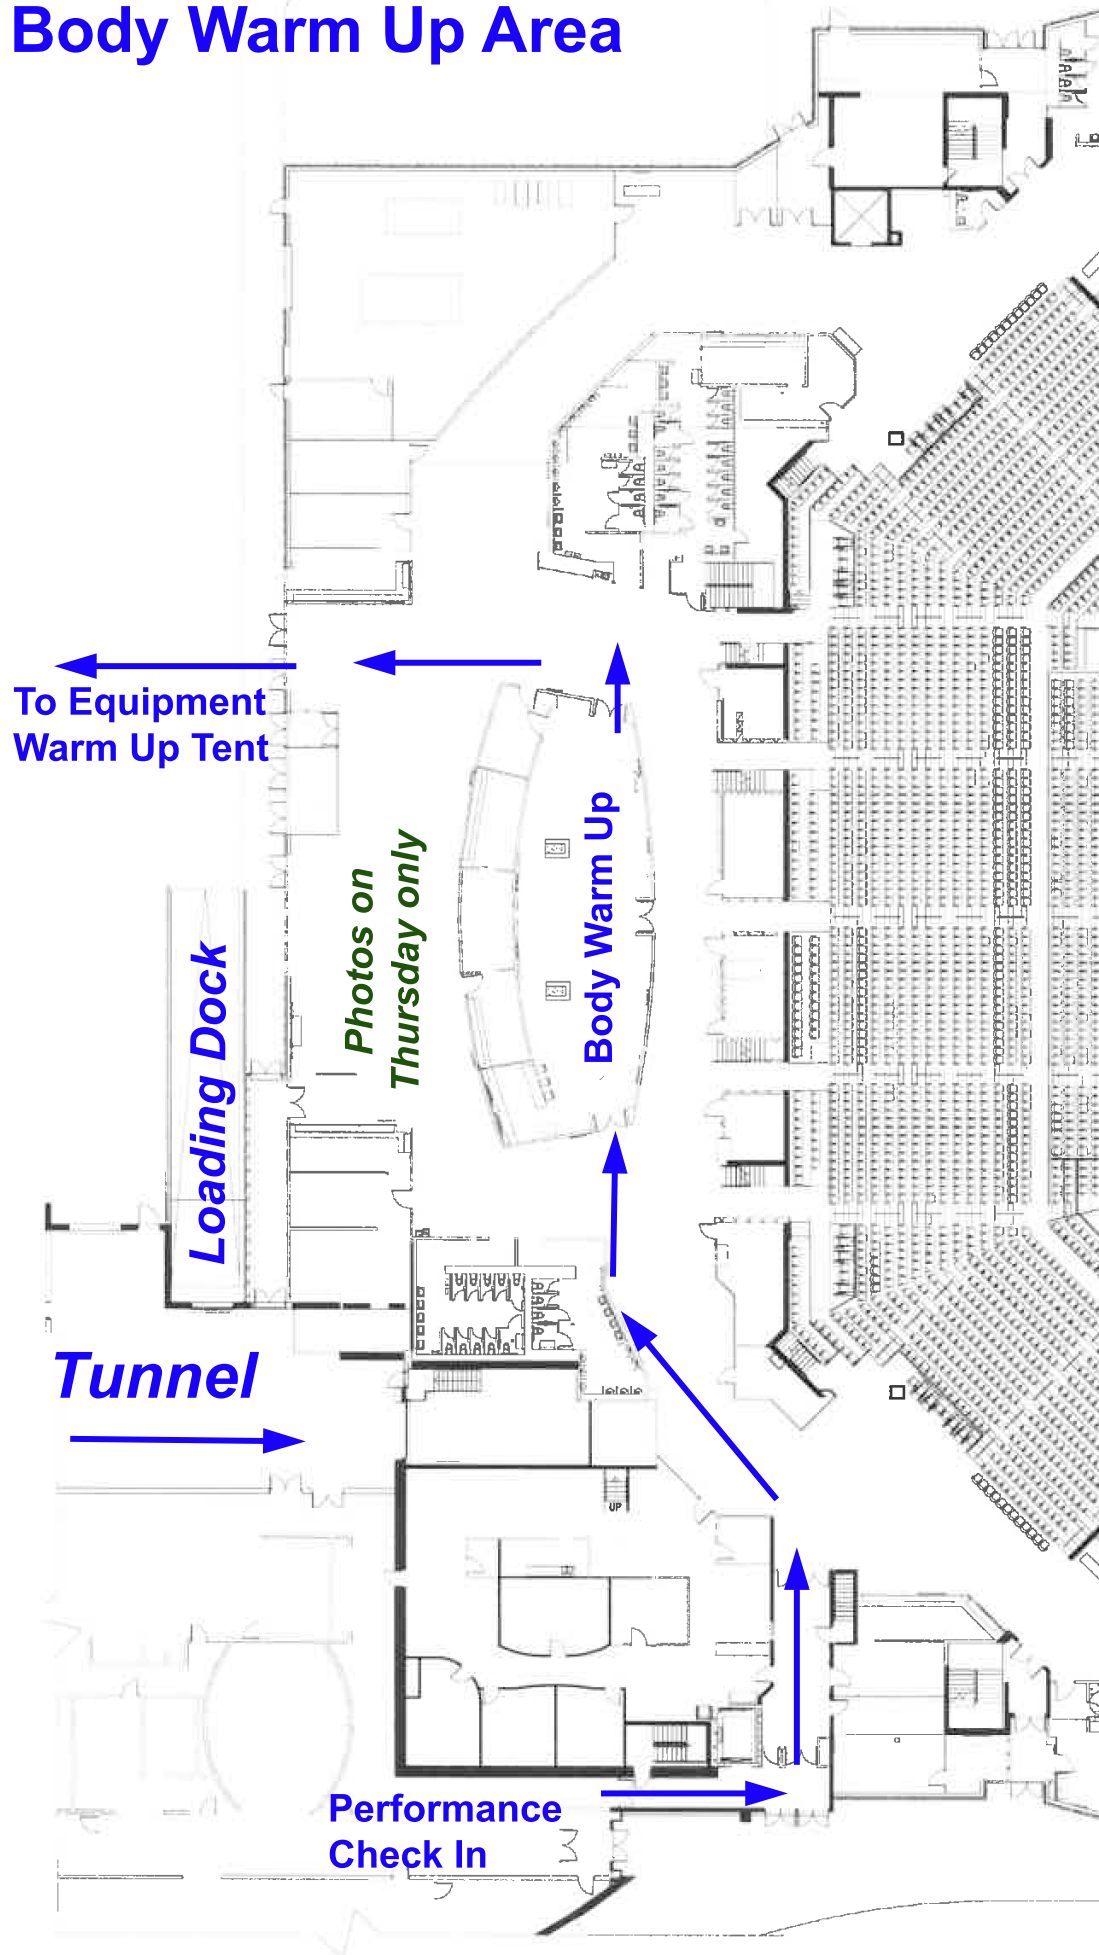 Body Warm Up Area
To Equipment
Warm Up Tent
Photos on
Thursday only
Body Warm Up
Loading Dock
Tunnel
UP
Performance
Check In